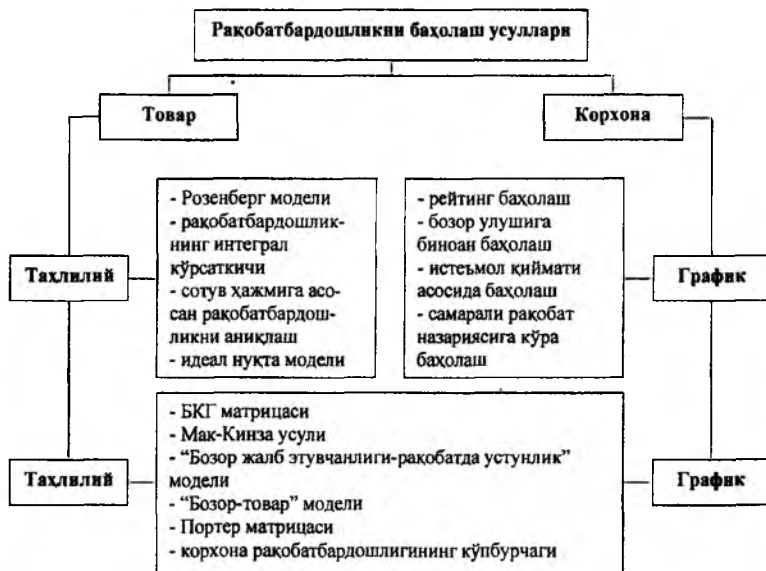 Рақобатбардошликни баҳолаш усуллари
Товар
Корхона
Таҳлилий
- Розенберг модели
- рақобатбардошлик-
нинг интеграл
кўрсаткичи
- сотув ҳажмига асо-
сан рақобатбардош-
ликни аниқлаш
- идеал нуқта модели
- рейтинг баҳолаш
- бозор улушига
биноан баҳолаш
- истеъмол қиймати
асосида баҳолаш
- самарали рақобат
назариясига кўра
баҳолаш
График
Таҳлилий
- БКГ матрицаси
- Мак-Кинза усули
- “Бозор жалб этувчанлиги-рақобатда устунлик”
модели
- “Бозор-товар” модели
- Портер матрицаси
- корхона рақобатбардошлигининг кўпбурчаги
График